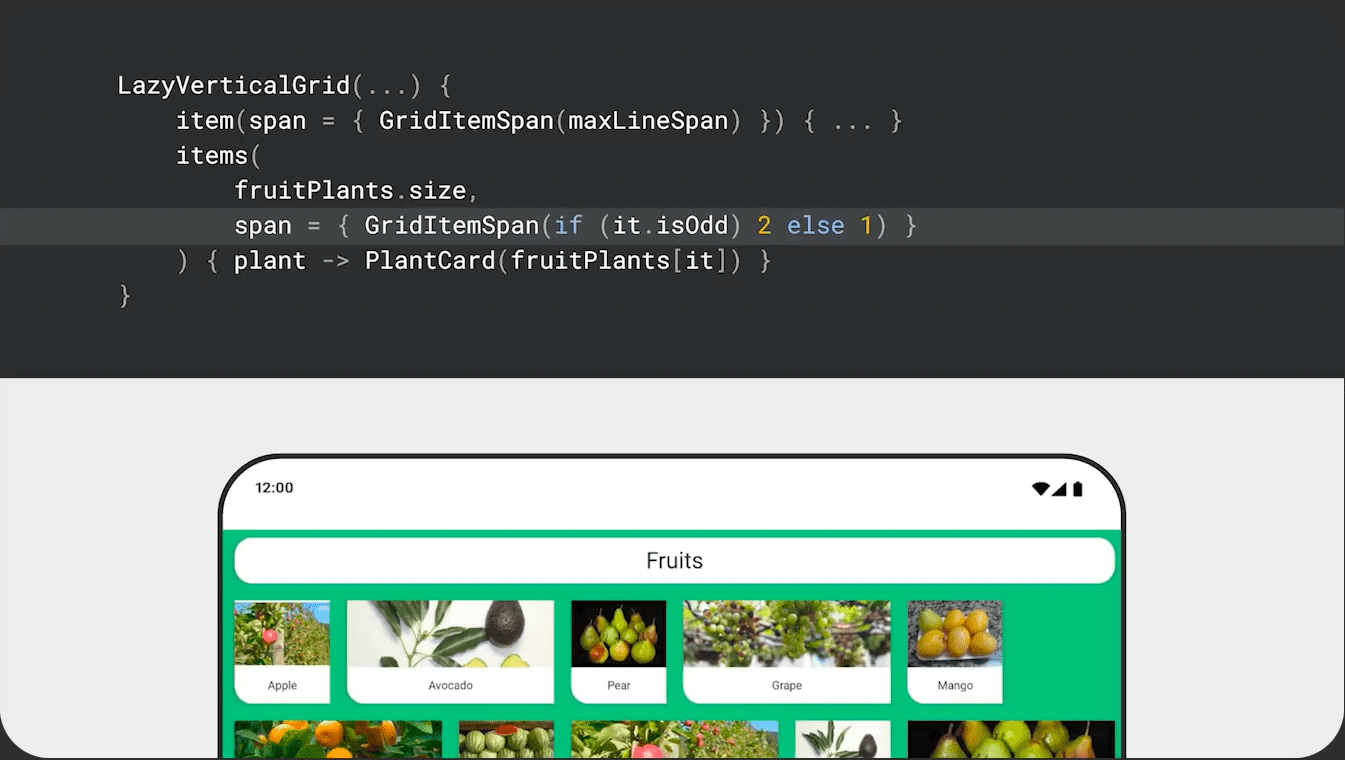 LazyVerticalGrid(...) {
    item(span = { GridItemSpan(maxLineSpan) }) { ... }
    items(
        fruitPlants.size,
        span = { GridItemSpan(if (it.isOdd) 2 else 1) }
    ) { plant -> PlantCard(fruitPlants[it]) }
}
12:00
Fruits
Apple Avocado Pear Grape Mango